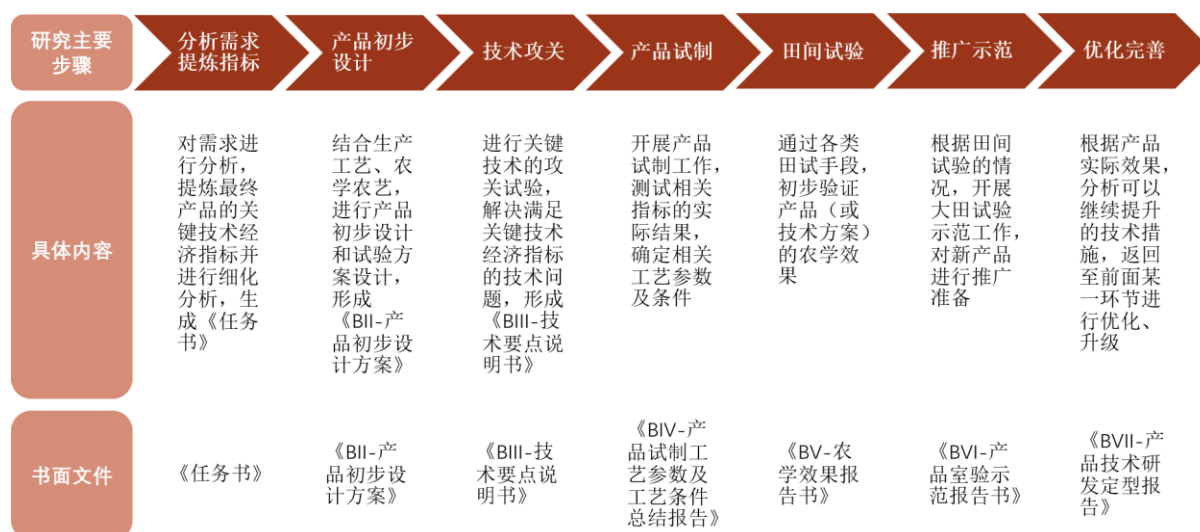 研究主要
步骤
分析需求
提炼指标
产品初步
设计
技术攻关
产品试制
田间试验
推广示范
优化完善
具体内容
对需求进
行分析，
提炼最终
产品的关
键技术经
济指标并
进行细化
分析，生
成《任务
书》
结合生产
工艺、农
学农艺，
进行产品
初步设计
和试验方
案设计，
形成
《BII-产
品初步设
计方案》
进行关键
技术的攻
关试验，
解决满足
关键技术
经济指标
的技术问
题，形成
《BIII-技
术要点说
明书》
开展产品
试制工作，
测试相关
指标的实
际结果，
确定相关
工艺参数
及条件
通过各类
田试手段，
初步验证
产品（或
技术方案）
的农学效
果
根据田间
试验的情
况，开展
大田试验
示范工作，
对新产品
进行推广
准备
根据产品
实际效果，
分析可以
继续提升
的技术措
施，返回
至前面某
一环节进
行优化、
升级
书面文件
《任务书》
《BII-产
品初步设
计方案》
《BIII-技
术要点说
明书》
《BIV-产
品试制工
艺参数及
工艺条件
总结报告》
《BV-农
学效果报
告书》
《BVI-产
品室验示
范报告书》
《BVII-产
品技术研
发定型报
告》